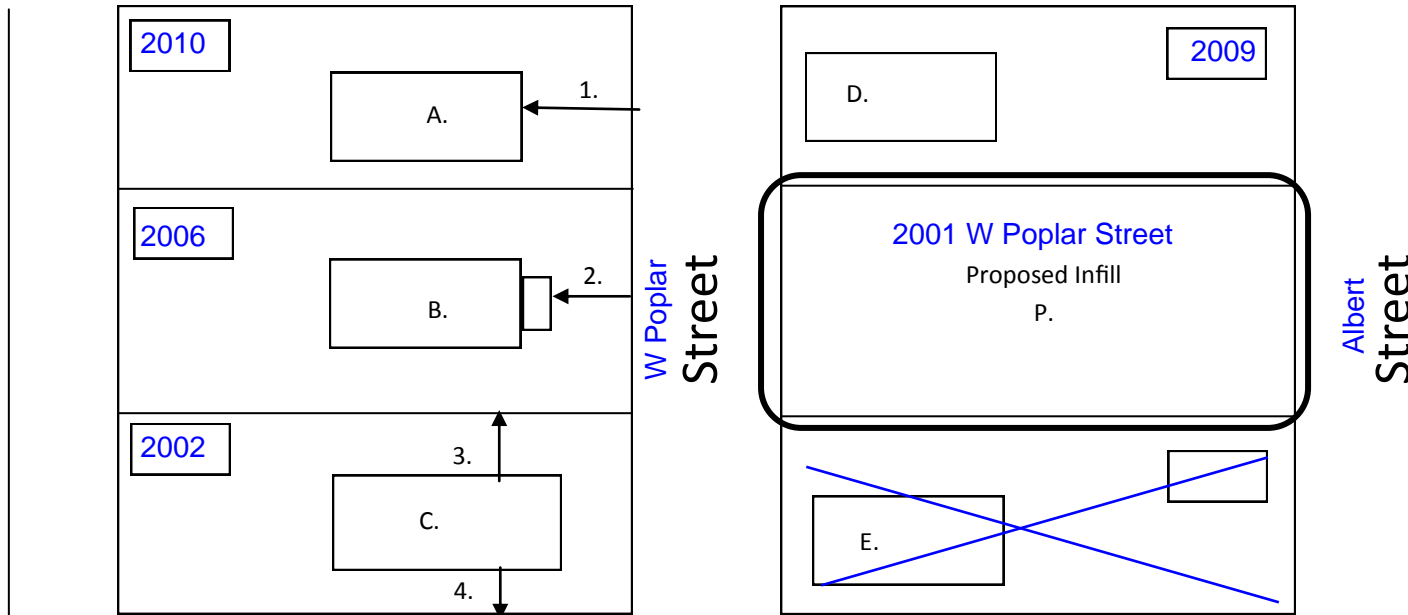 2010
A.
1.
2006
B.
2.
2002
3.
C.
4.
W Poplar
Street
2009
D.
2001 W Poplar Street
Proposed Infill
P.
E.
Albert
Street